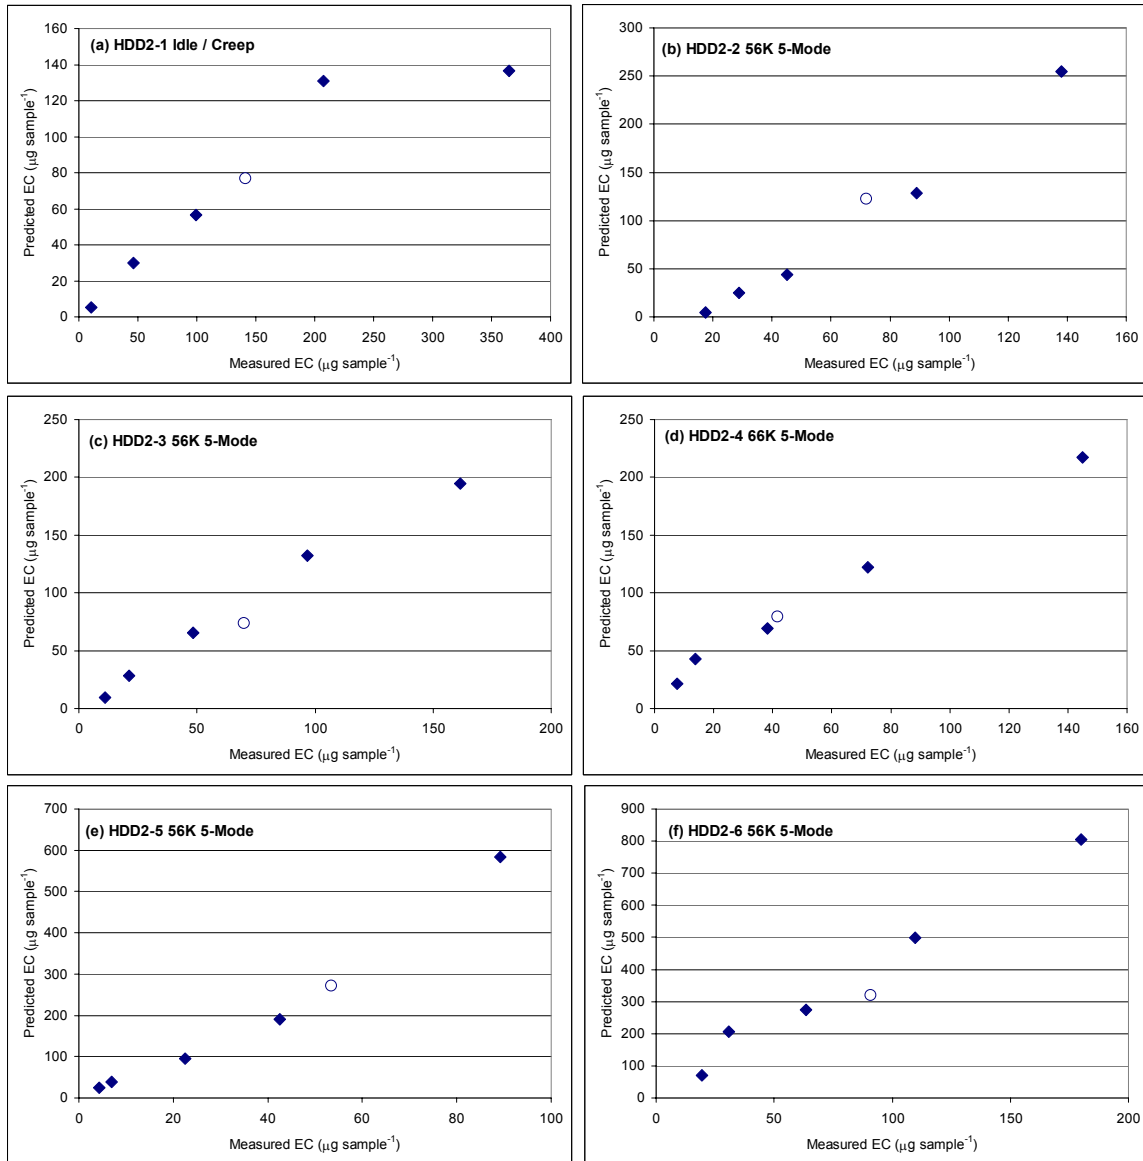 (a) HDD2-1 Idle / Creep
Predicted EC (μg sample⁻¹)
160
140
120
100
80
60
40
20
0
0 50 100 150 200 250 300 350 400
Measured EC (μg sample⁻¹)
(b) HDD2-2 56K 5-Mode
Predicted EC (μg sample⁻¹)
300
250
200
150
100
50
0
0 20 40 60 80 100 120 140 160
Measured EC (μg sample⁻¹)
(c) HDD2-3 56K 5-Mode
Predicted EC (μg sample⁻¹)
250
200
150
100
50
0
0 50 100 150 200
Measured EC (μg sample⁻¹)
(d) HDD2-4 66K 5-Mode
Predicted EC (μg sample⁻¹)
250
200
150
100
50
0
0 20 40 60 80 100 120 140 160
Measured EC (μg sample⁻¹)
(e) HDD2-5 56K 5-Mode
Predicted EC (μg sample⁻¹)
700
600
500
400
300
200
100
0
0 20 40 60 80 100
Measured EC (μg sample⁻¹)
(f) HDD2-6 56K 5-Mode
Predicted EC (μg sample⁻¹)
900
800
700
600
500
400
300
200
100
0
0 50 100 150 200
Measured EC (μg sample⁻¹)